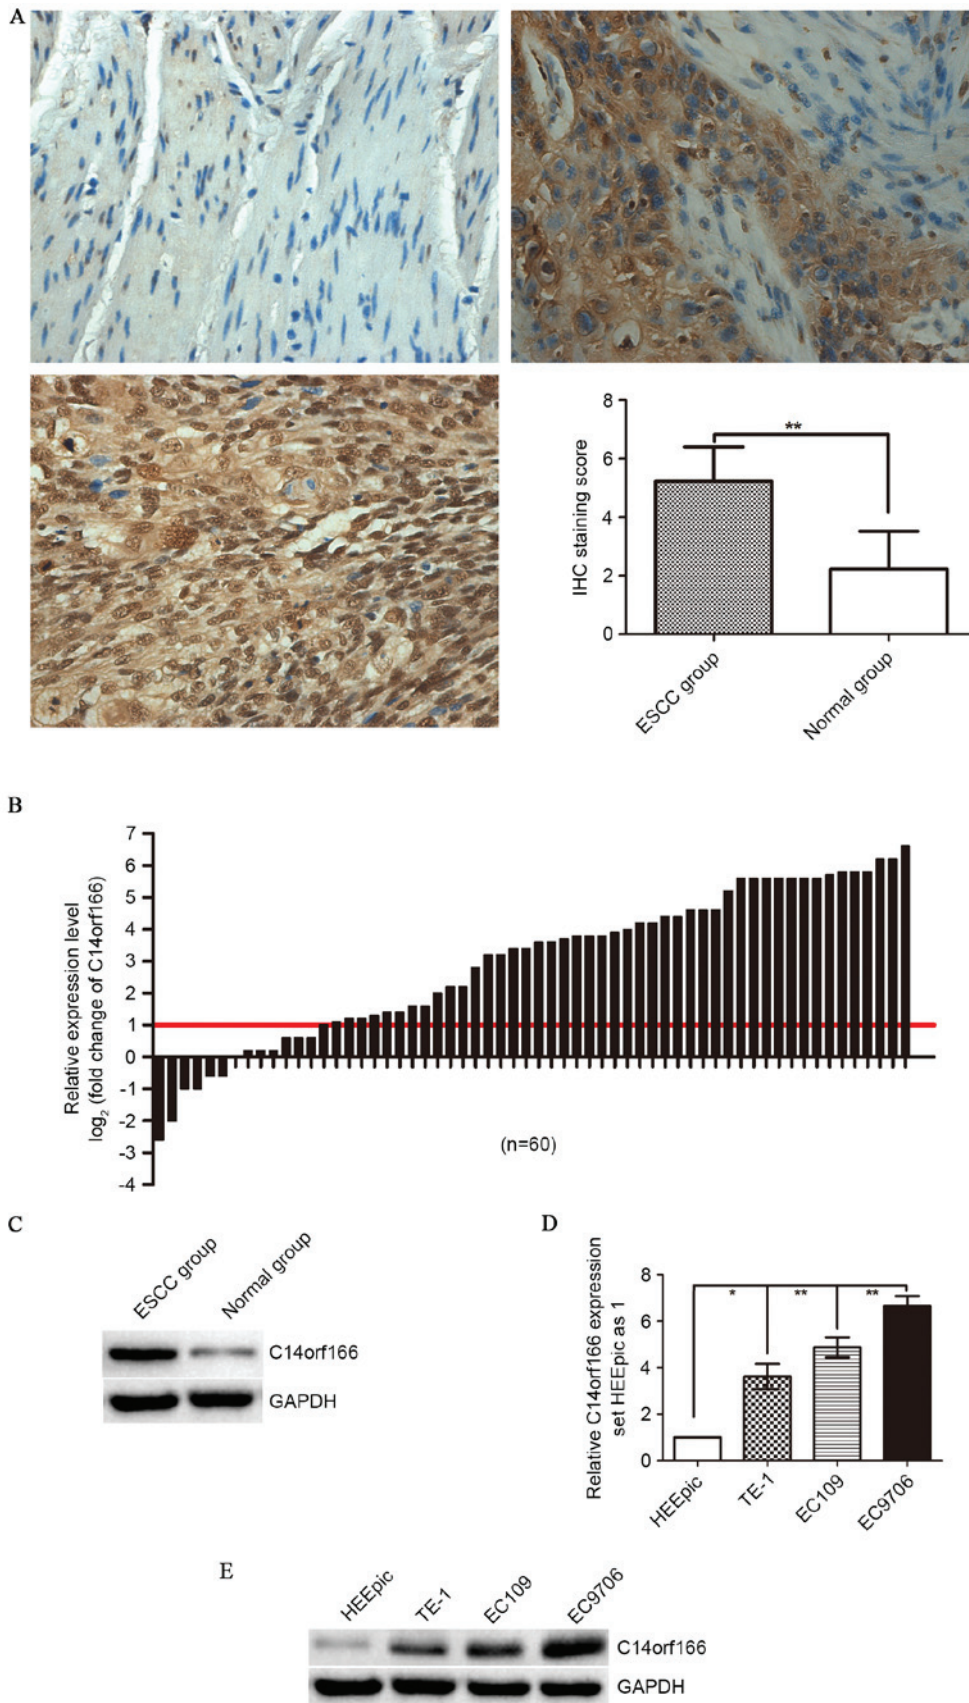 A
8
6
4
2
0
IHC staining score
**
ESCC group
Normal group
B
7
6
5
4
3
2
1
0
-1
-2
-3
-4
Relative expression level
log2 (fold change of C14orf166)
(n=60)
C
ESCC group
Normal group
C14orf166
GAPDH
D
Relative C14orf166 expression
set HEEpic as 1
8
6
4
2
0
*
**
**
HEEpic
TE-1
EC109
EC9706
E
HEEpic
TE-1
EC109
EC9706
C14orf166
GAPDH